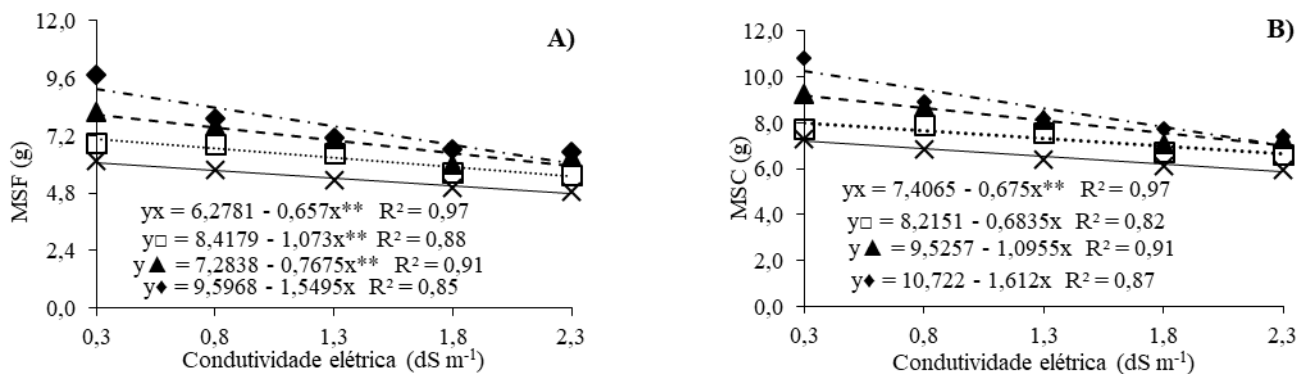 A)
12,0
9,6
7,2
4,8
2,4
0,0
MSF (g)
yx = 6,2781 - 0,657x** R² = 0,97
y□ = 8,4179 - 1,073x** R² = 0,88
y▲ = 7,2838 - 0,7675x** R² = 0,91
y♦ = 9,5968 - 1,5495x R² = 0,85
0,3 0,8 1,3 1,8 2,3
Condutividade elétrica (dS m⁻¹)
B)
12,0
10,0
8,0
6,0
4,0
2,0
0,0
MSC (g)
yx = 7,4065 - 0,675x** R² = 0,97
y□ = 8,2151 - 0,6835x R² = 0,82
y▲ = 9,5257 - 1,0955x R² = 0,91
y♦ = 10,722 - 1,612x R² = 0,87
0,3 0,8 1,3 1,8 2,3
Condutividade elétrica (dS m⁻¹)